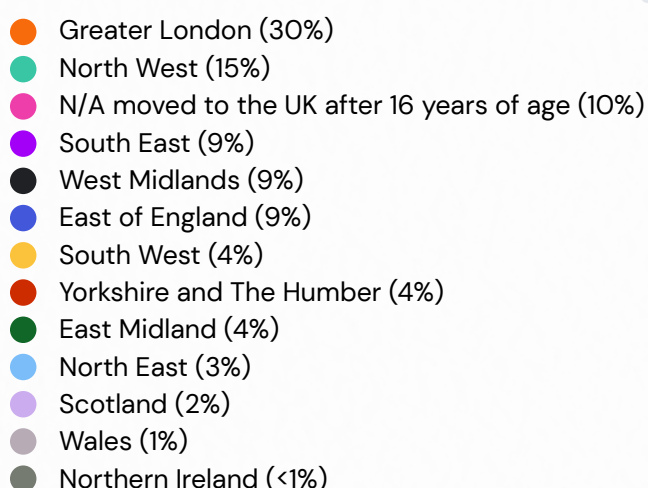 Greater London (30%)
North West (15%)
N/A moved to the UK after 16 years of age (10%)
South East (9%)
West Midlands (9%)
East of England (9%)
South West (4%)
Yorkshire and The Humber (4%)
East Midland (4%)
North East (3%)
Scotland (2%)
Wales (1%)
Northern Ireland (<1%)